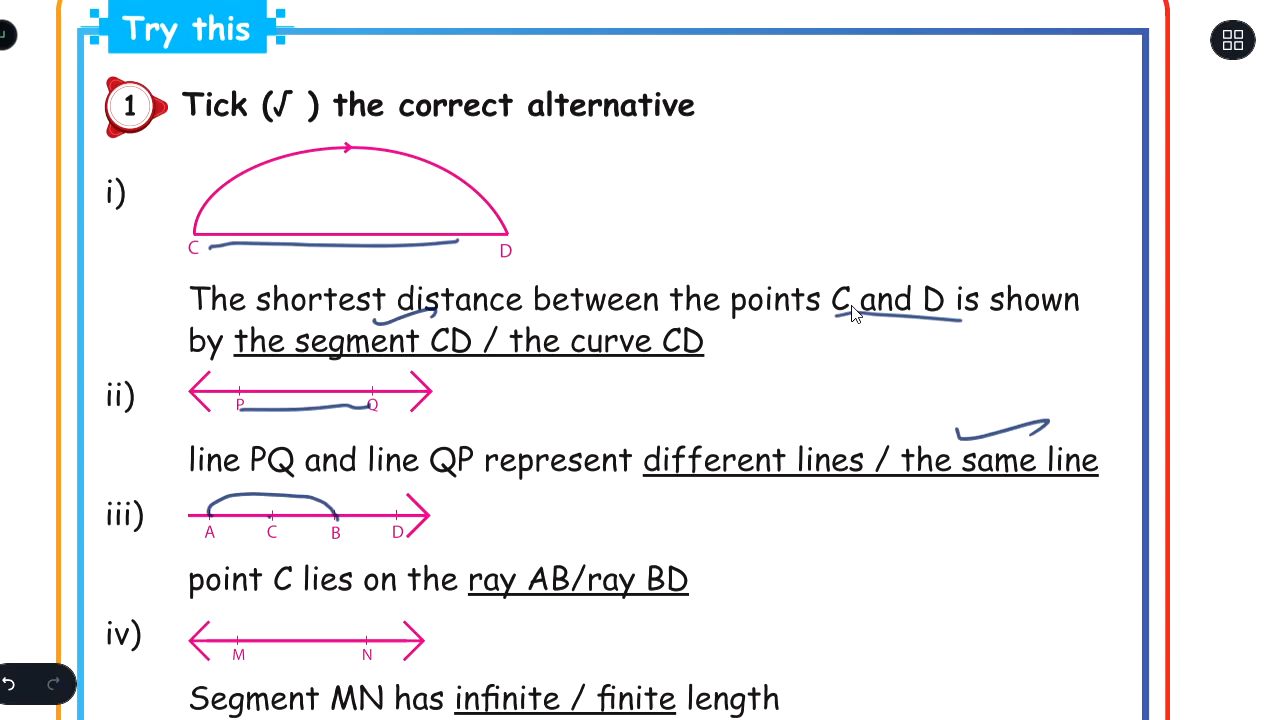 Try this
1 Tick (√ ) the correct alternative
i)
C D
The shortest distance between the points C and D is shown
by the segment CD / the curve CD
ii)
P Q
line PQ and line QP represent different lines / the same line
iii)
A C B D
point C lies on the ray AB/ray BD
iv)
M N
Segment MN has infinite / finite length